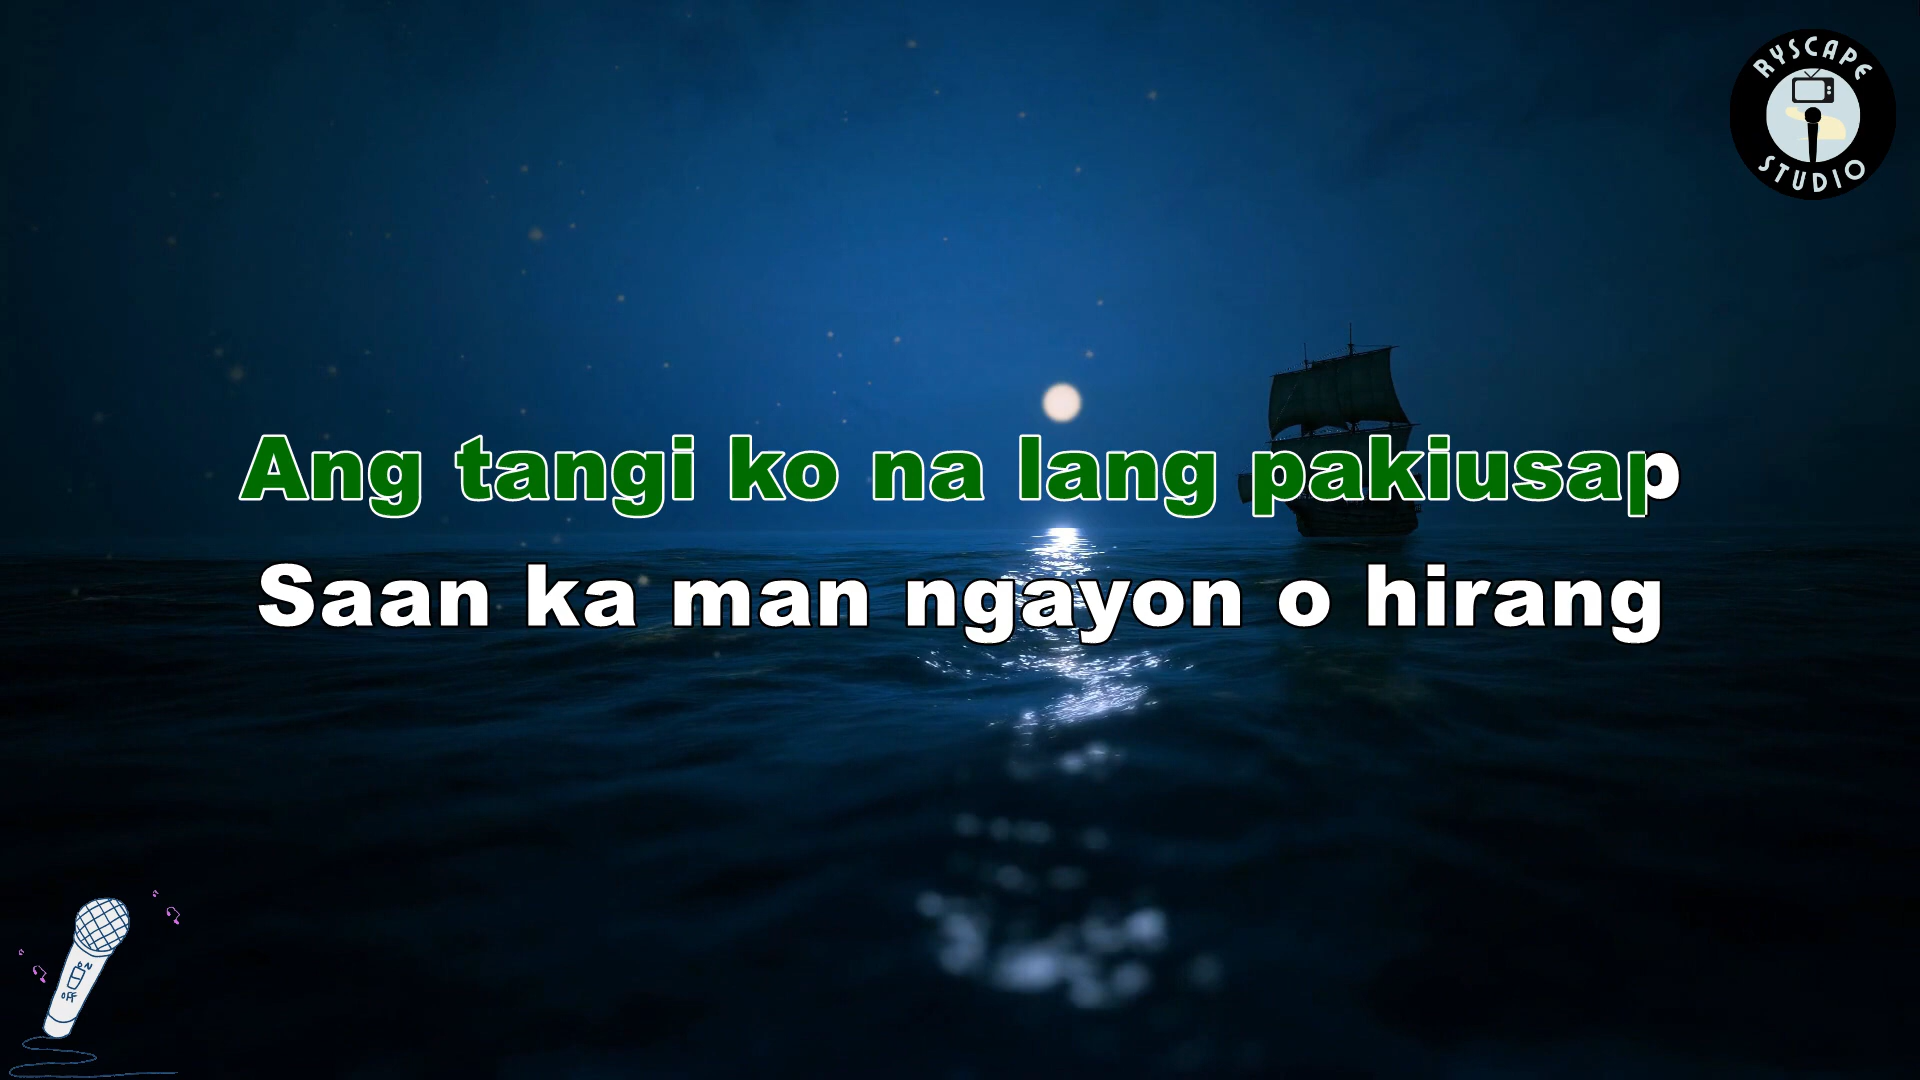 RYSCAPE
STUDIO
Ang tangi ko na lang pakiusap
Saan ka man ngayon o hirang
ON
OFF